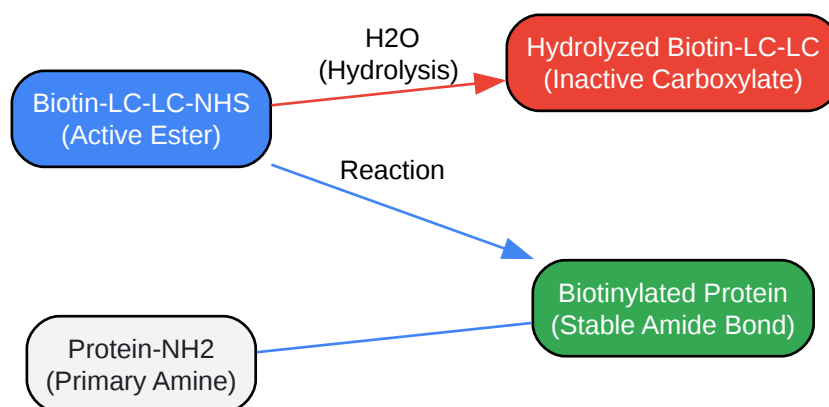 H2O
(Hydrolysis)
Hydrolyzed Biotin-LC-LC
(Inactive Carboxylate)
Biotin-LC-LC-NHS
(Active Ester)
Reaction
Biotinylated Protein
(Stable Amide Bond)
Protein-NH2
(Primary Amine)